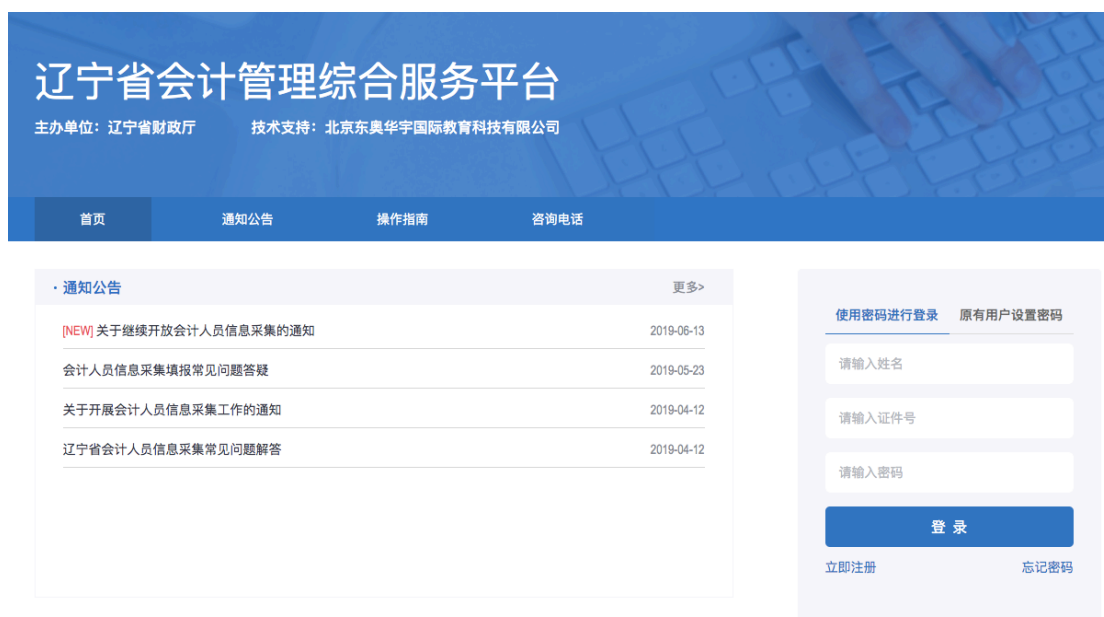 辽宁省会计管理综合服务平台
主办单位：辽宁省财政厅 技术支持：北京东奥华宇国际教育科技有限公司
首页 通知公告 操作指南 咨询电话
· 通知公告 更多>
[NEW] 关于继续开放会计人员信息采集的通知 2019-06-13
会计人员信息采集填报常见问题答疑 2019-05-23
关于开展会计人员信息采集工作的通知 2019-04-12
辽宁省会计人员信息采集常见问题解答 2019-04-12
使用密码进行登录 原有用户设置密码
请输入姓名
请输入证件号
请输入密码
登 录
立即注册 忘记密码